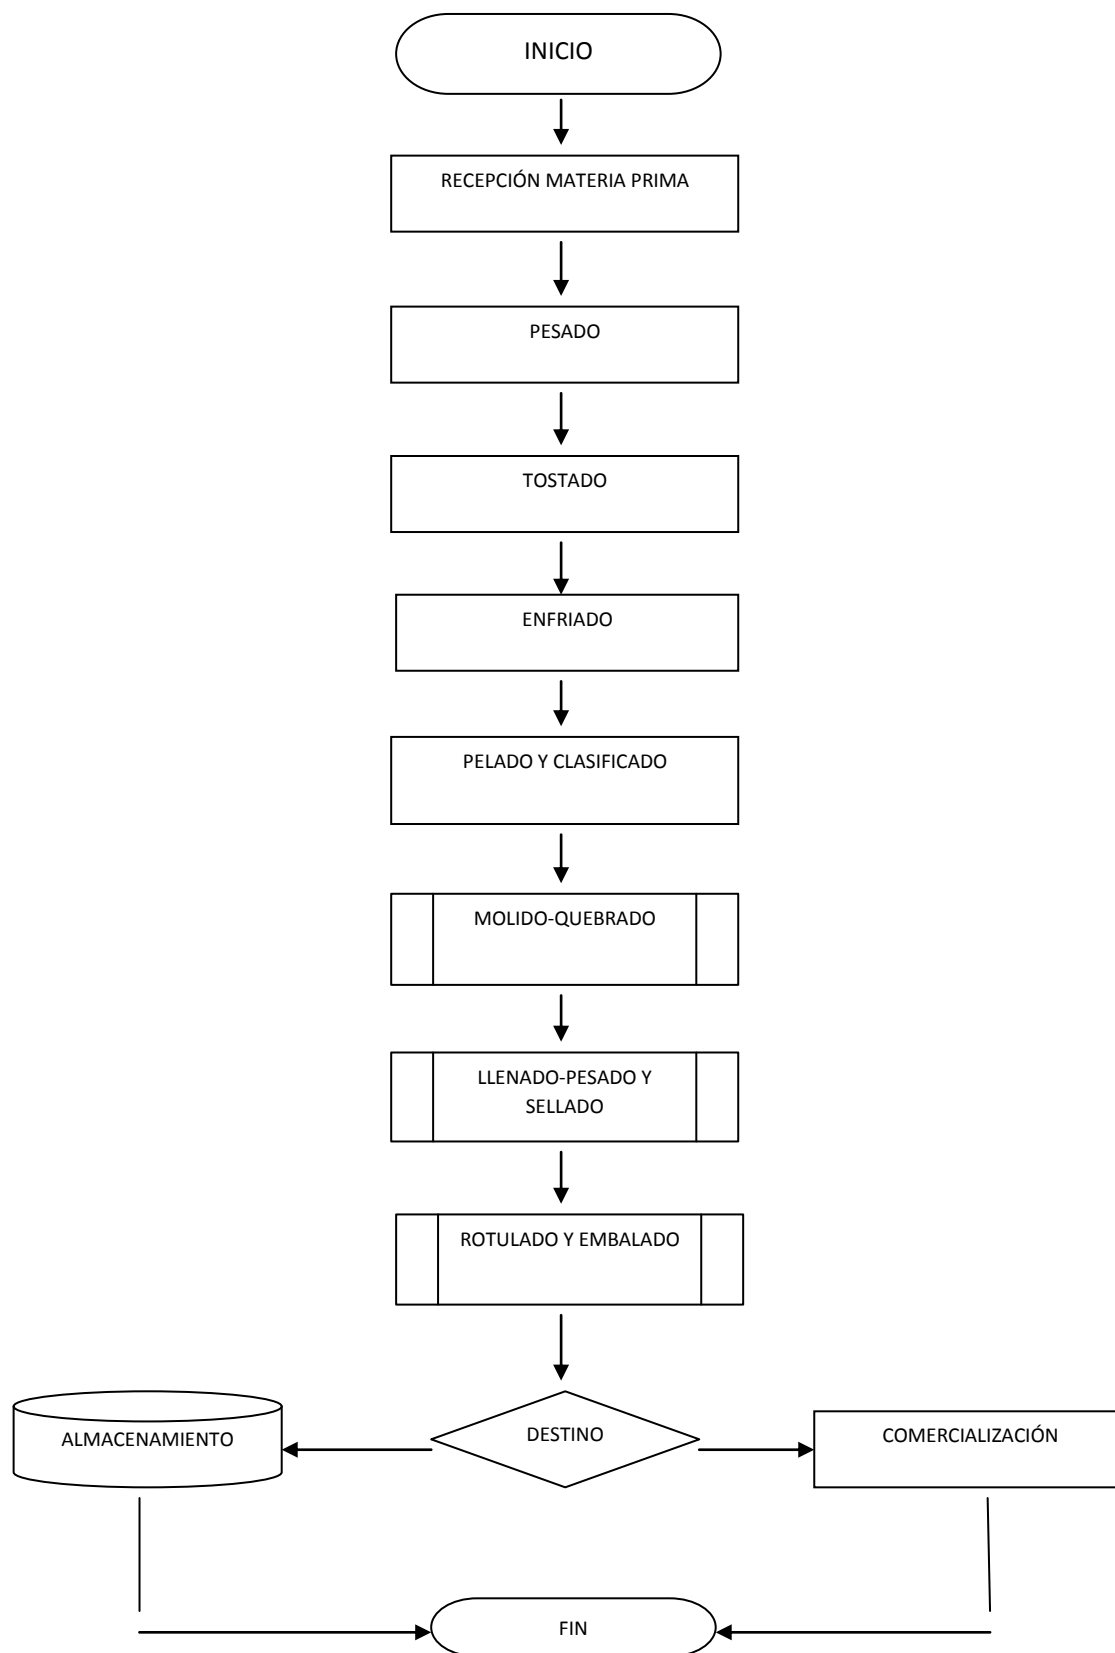 INICIO
RECEPCIÓN MATERIA PRIMA
PESADO
TOSTADO
ENFRIADO
PELADO Y CLASIFICADO
MOLIDO-QUEBRADO
LLENADO-PESADO Y
SELLADO
ROTULADO Y EMBALADO
ALMACENAMIENTO
DESTINO
COMERCIALIZACIÓN
FIN